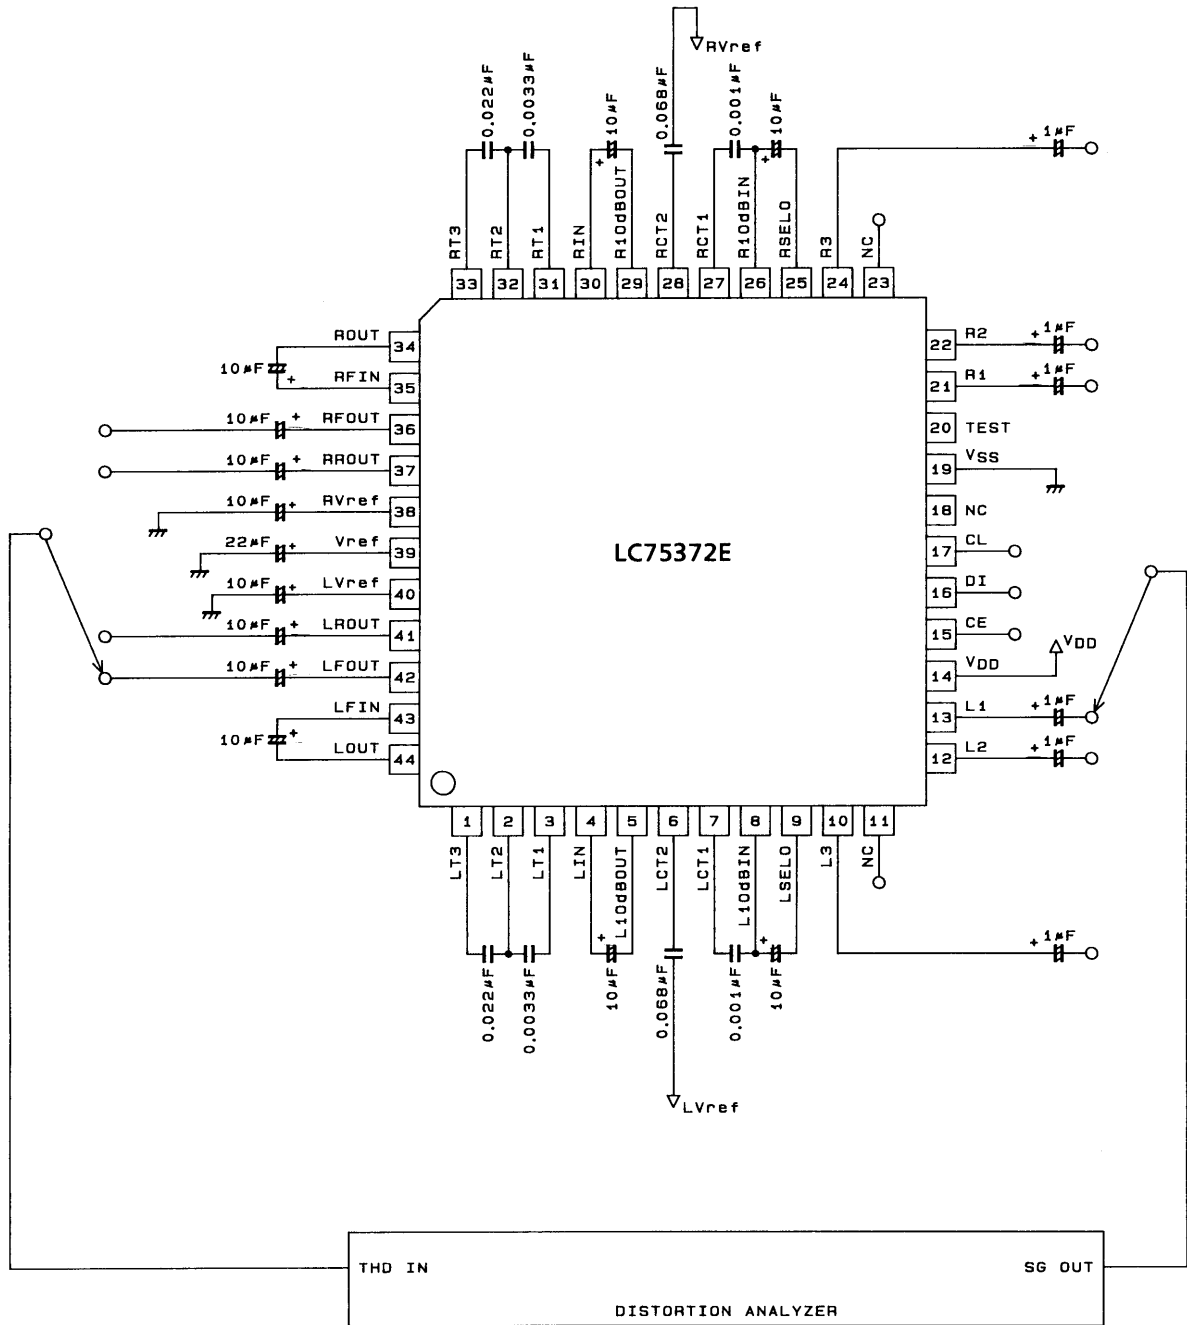 RVref
0.022μF
0.0033μF
10μF
0.068μF
0.001μF
10μF
+ 1μF
+
+
RT3
RT2
RT1
RIN
R10dBOUT
RCT2
RCT1
R10dBIN
RSELO
R3
NC
33
32
31
30
29
28
27
26
25
24
23
ROUT
34
10μF
+
RFIN
35
10μF + RFOUT
36
10μF + RROUT
37
10μF + RVref
38
22μF + Vref
39
10μF + LVref
40
10μF + LROUT
41
10μF + LFOUT
42
LFIN
43
10μF
+
LOUT
44
LC75372E
22 R2 + 1μF
21 R1 + 1μF
20 TEST
19 VSS
18 NC
17 CL
16 DI
15 CE
14 VDD
VDD
13 L1 + 1μF
12 L2 + 1μF
1
2
3
4
5
6
7
8
9
10
11
LT3
LT2
LT1
LIN
L10dBOUT
LCT2
LCT1
L10dBIN
LSELO
L3
NC
+
+
+ 1μF
0.022μF
0.0033μF
10μF
0.068μF
0.001μF
10μF
LVref
THD IN
SG OUT
DISTORTION ANALYZER